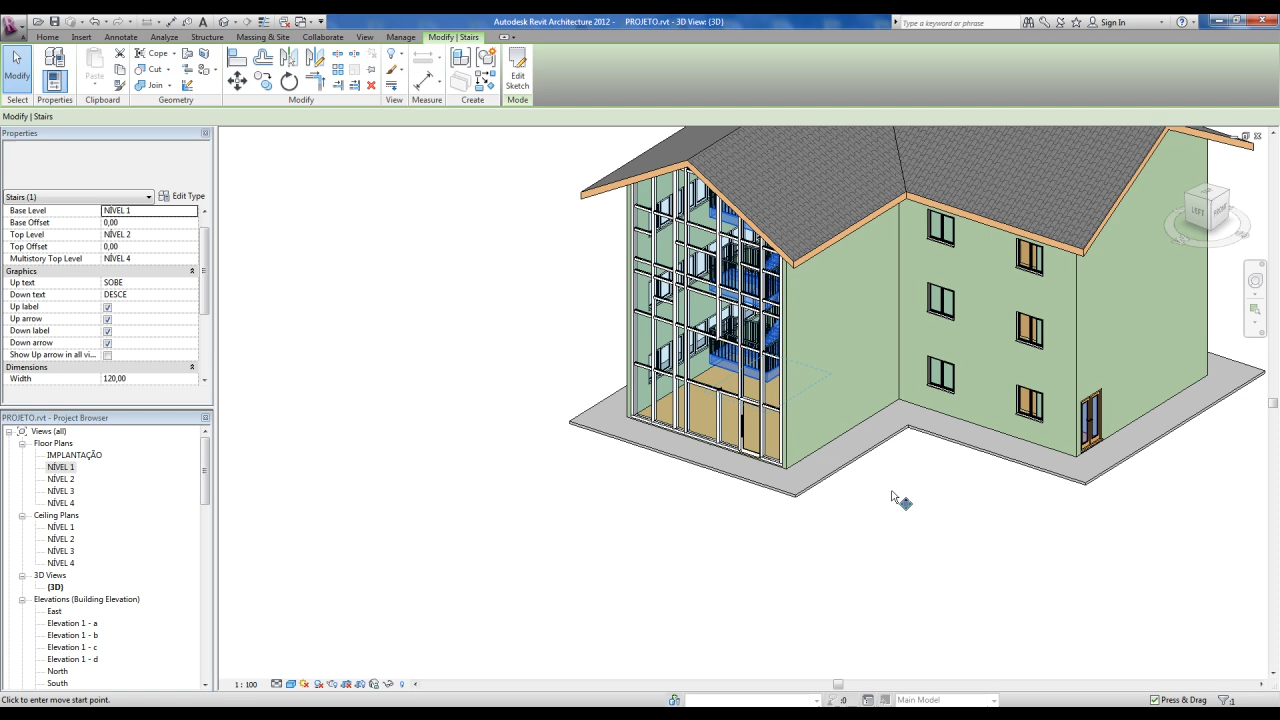 Autodesk Revit Architecture 2012 - PROJETO.rvt - 3D View: {3D}
Type a keyword or phrase
Sign In
Home Insert Annotate Analyze Structure Massing & Site Collaborate View Manage Modify | Stairs
Modify
Paste
Cope
Cut
Join
Edit Sketch
Select Properties Clipboard Geometry Modify View Measure Create Mode
Modify | Stairs
Properties
Stairs (1) Edit Type
Base Level NÍVEL 1
Base Offset 0,00
Top Level NÍVEL 2
Top Offset 0,00
Multistory Top Level NÍVEL 4
Graphics
Up text SOBE
Down text DESCE
Up label
Up arrow
Down label
Down arrow
Show Up arrow in all vi...
Dimensions
Width 120,00
PROJETO.rvt - Project Browser
Views (all)
Floor Plans
IMPLANTAÇÃO
NÍVEL 1
NÍVEL 2
NÍVEL 3
NÍVEL 4
Ceiling Plans
NÍVEL 1
NÍVEL 2
NÍVEL 3
NÍVEL 4
3D Views
{3D}
Elevations (Building Elevation)
East
Elevation 1 - a
Elevation 1 - b
Elevation 1 - c
Elevation 1 - d
North
South
LEFT FRONT
1 : 100
Click to enter move start point.
:0
Main Model
Press & Drag
:1